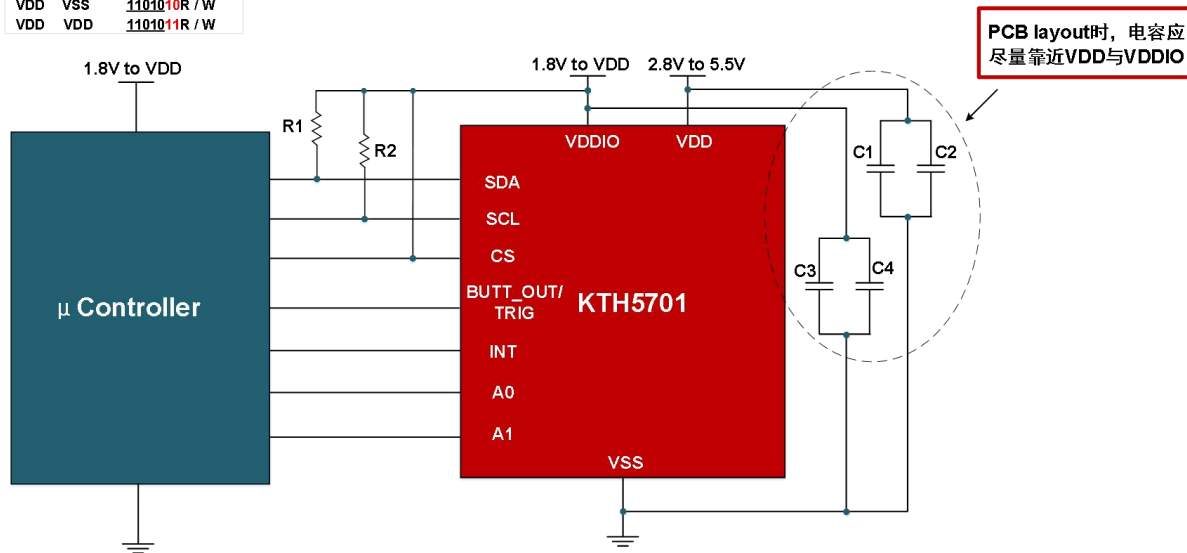 VDD VSS 1101010R / W
VDD VDD 1101011R / W
PCB layout时，电容应
尽量靠近VDD与VDDIO
1.8V to VDD
1.8V to VDD
2.8V to 5.5V
R1
R2
VDDIO
VDD
C1
C2
SDA
SCL
CS
C3
C4
BUTT_OUT/
TRIG
KTH5701
μ Controller
INT
A0
A1
VSS